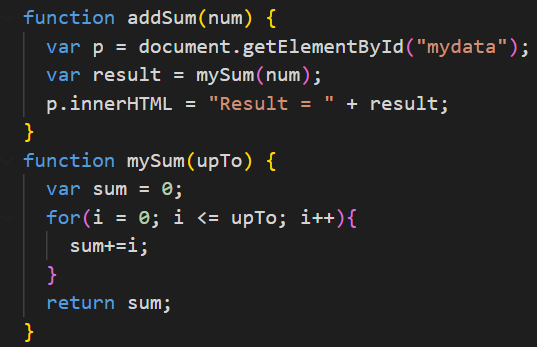 function addSum(num) {
  var p = document.getElementById("mydata");
  var result = mySum(num);
  p.innerHTML = "Result = " + result;
}
function mySum(upTo) {
  var sum = 0;
  for(i = 0; i <= upTo; i++){
    sum+=i;
  }
  return sum;
}